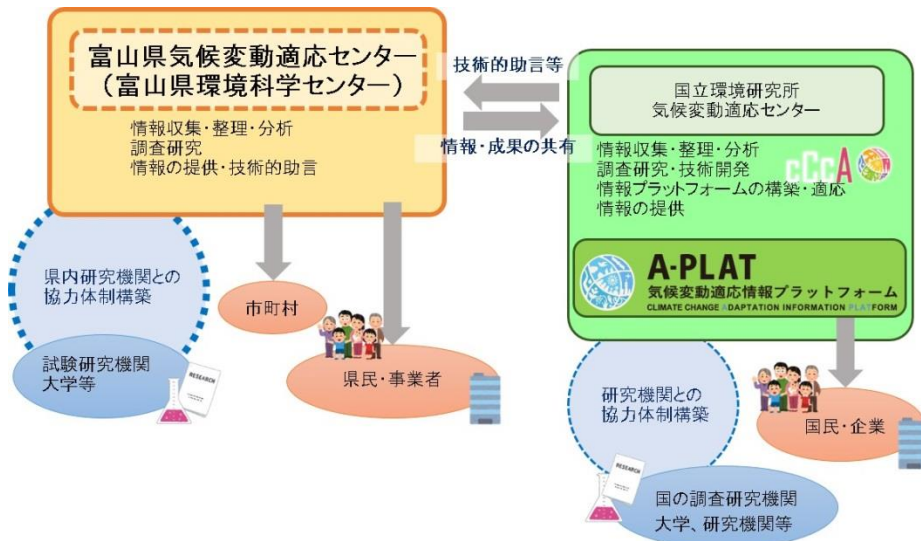 富山県気候変動適応センター
（富山県環境科学センター）
情報収集・整理・分析
調査研究
情報の提供・技術的助言
技術的助言等
情報・成果の共有
国立環境研究所
気候変動適応センター
情報収集・整理・分析
調査研究・技術開発
情報プラットフォームの構築・適応
情報の提供
CCCA
A-PLAT
気候変動適応情報プラットフォーム
CLIMATE CHANGE ADAPTATION INFORMATION PLATFORM
県内研究機関との
協力体制構築
試験研究機関
大学等
RESEARCH
市町村
県民・事業者
研究機関との
協力体制構築
RESEARCH
国の調査研究機関
大学、研究機関等
国民・企業